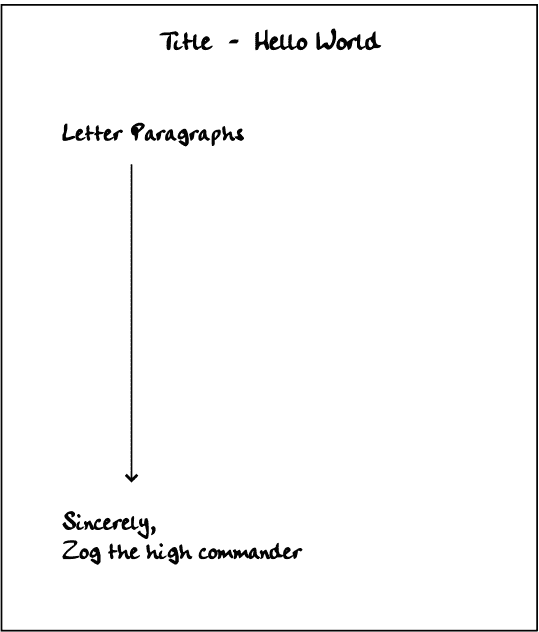 Title - Hello World
Letter Paragraphs
Sincerely,
Zog the high commander